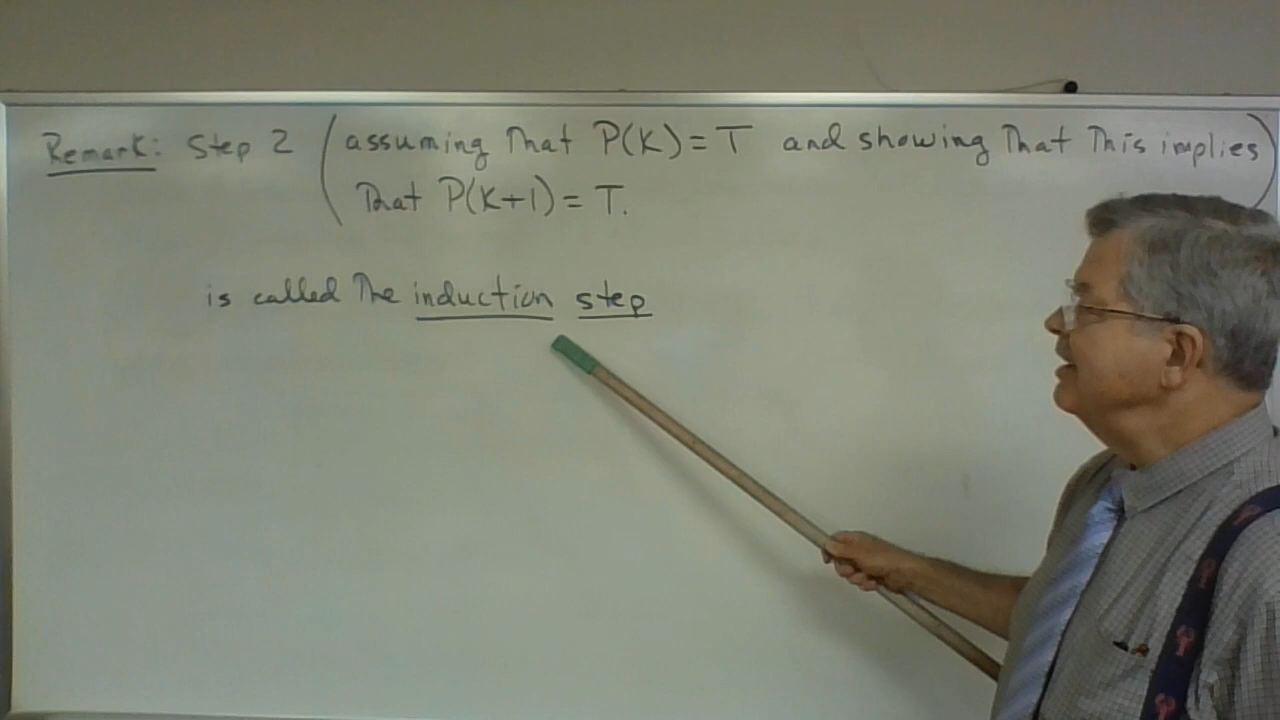 Remark: Step 2 (assuming That P(K) = T and showing That This implies)
That P(K+1) = T.
is called The induction step